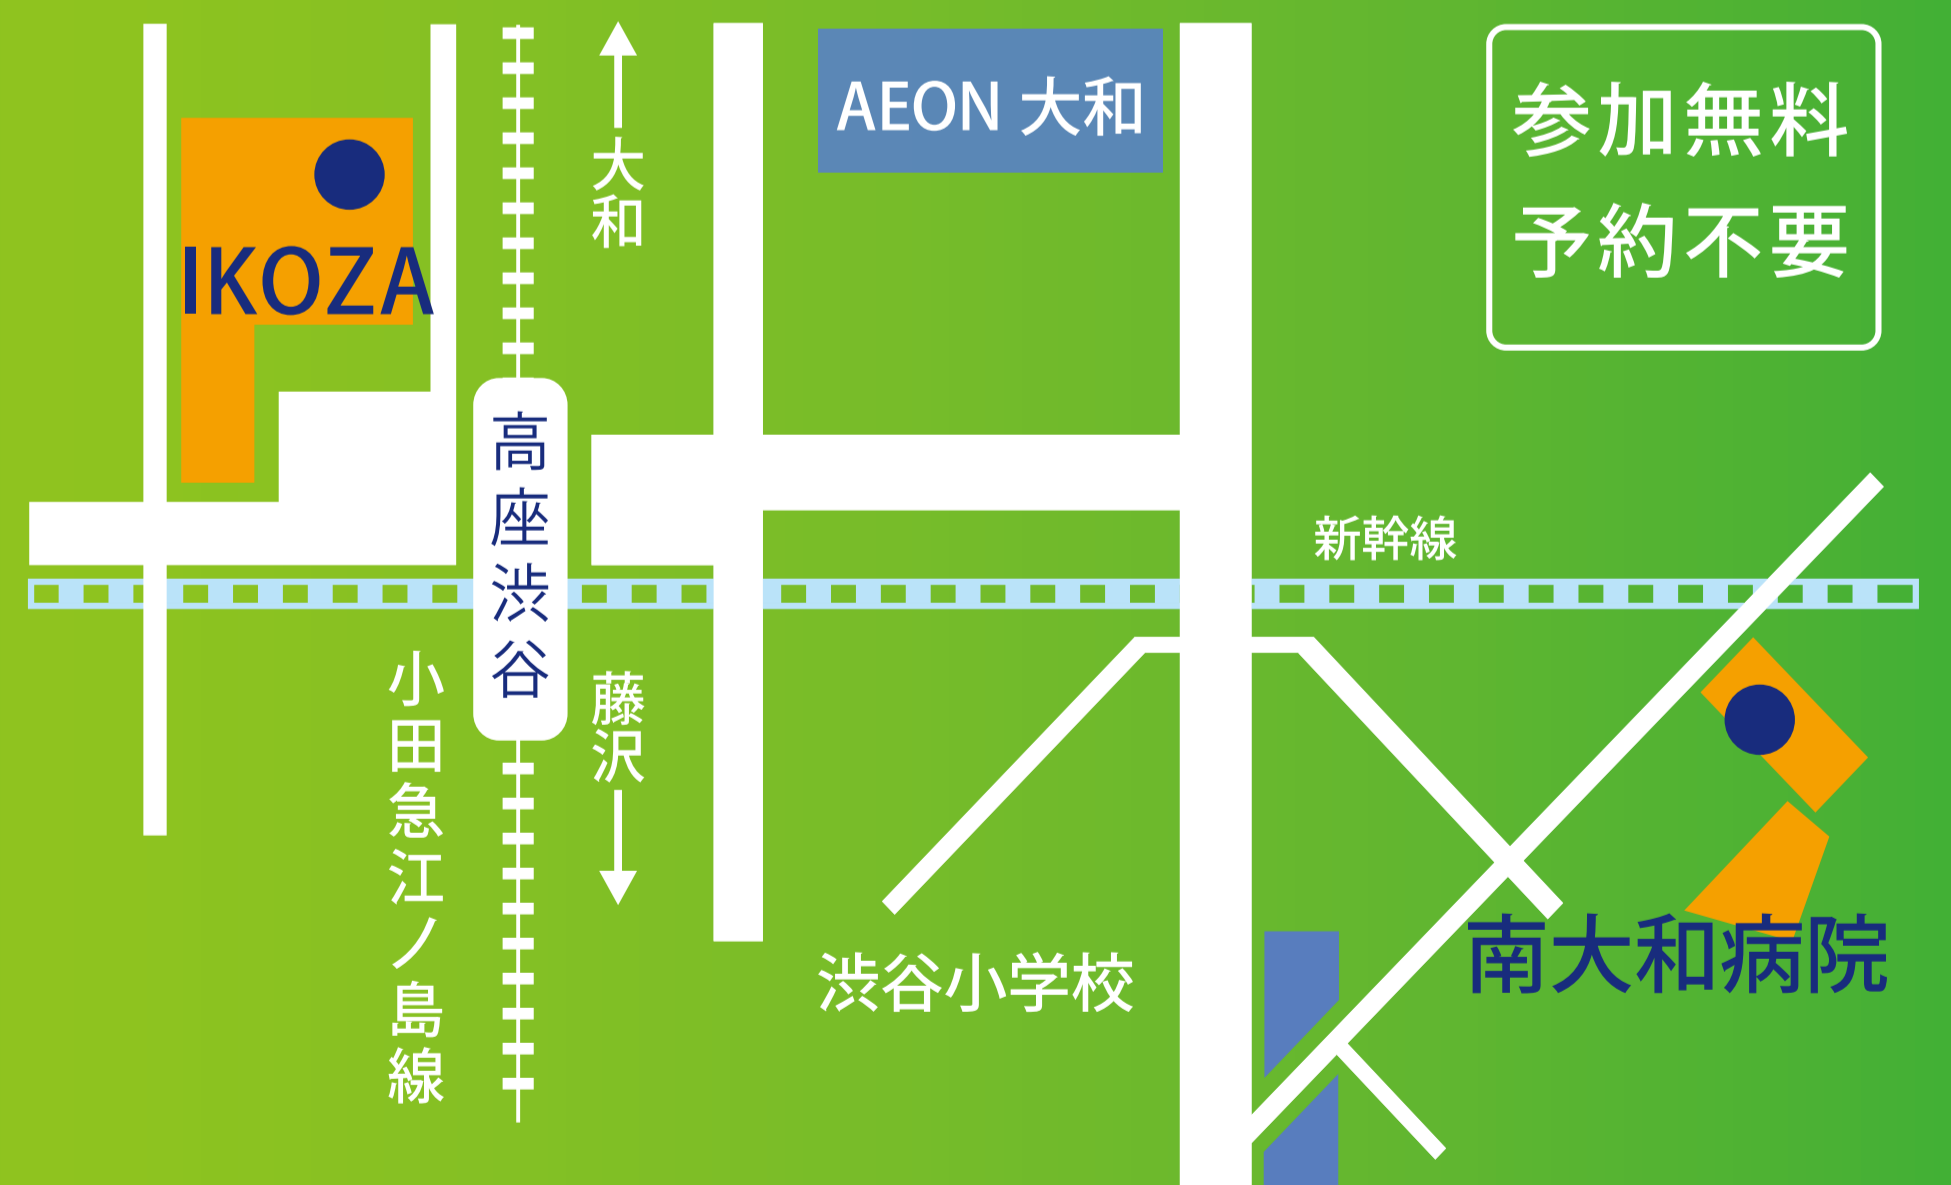 AEON 大和
参加無料
予約不要
大和
IKOZA
高座渋谷
新幹線
小田急江ノ島線
藤沢
渋谷小学校
南大和病院